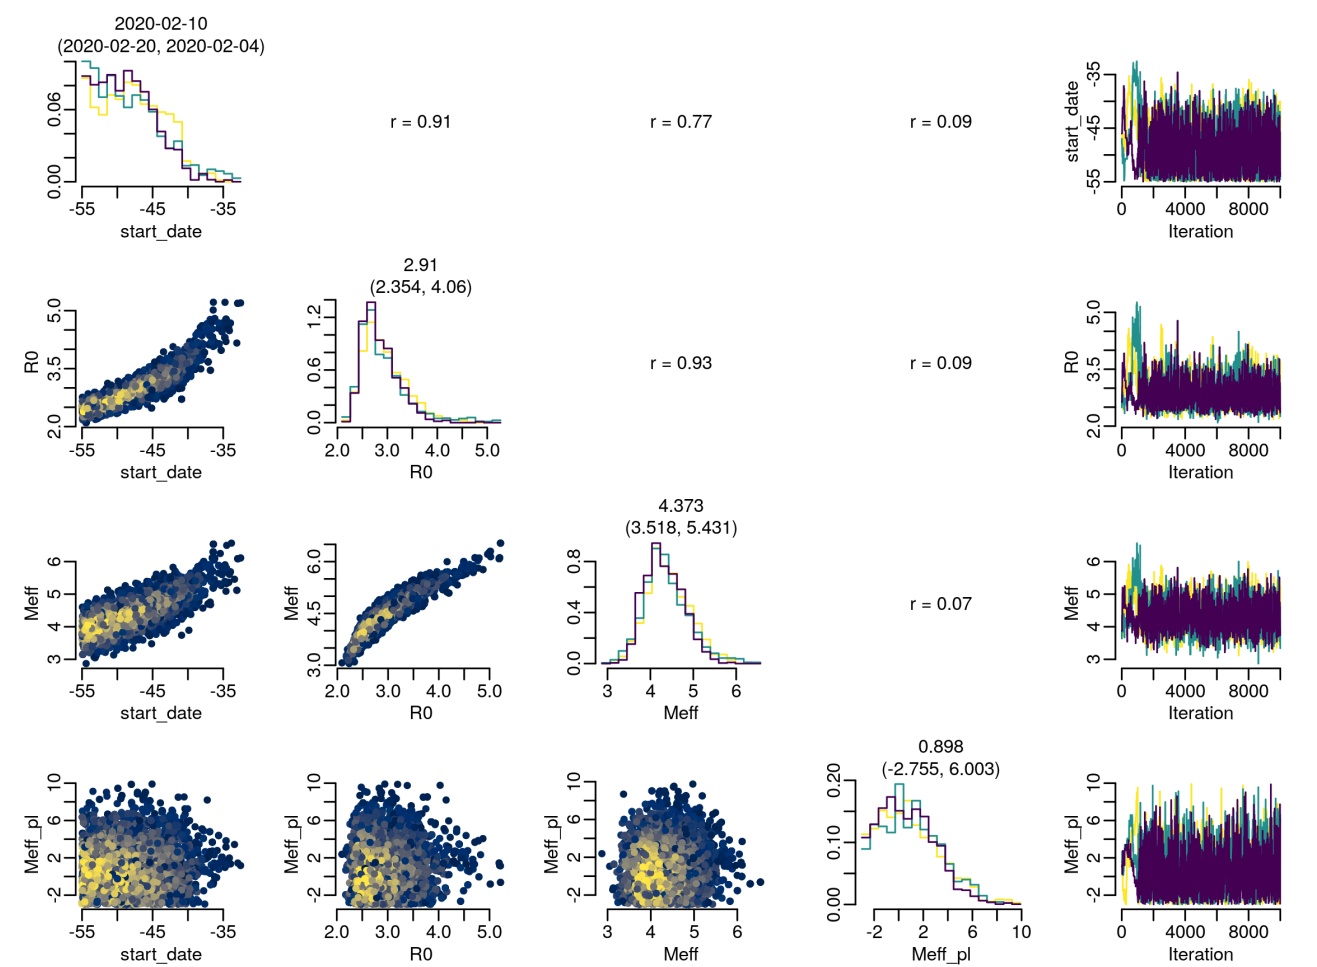 2020-02-10
(2020-02-20, 2020-02-04)
0.00 0.06
-55 -45 -35
start_date
r = 0.91
r = 0.77
r = 0.09
start_date
-55 -45 -35
0 4000 8000
Iteration
R0
2.0 3.5 5.0
-55 -45 -35
start_date
2.91
(2.354, 4.06)
0.0 0.6 1.2
2.0 3.0 4.0 5.0
R0
r = 0.93
r = 0.09
R0
2.0 3.5 5.0
0 4000 8000
Iteration
Meff
3 4 5 6
-55 -45 -35
start_date
Meff
3.0 4.5 6.0
2.0 3.0 4.0 5.0
R0
4.373
(3.518, 5.431)
0.0 0.4 0.8
3 4 5 6
Meff
r = 0.07
Meff
3 4 5 6
0 4000 8000
Iteration
Meff_pl
-2 2 6 10
-55 -45 -35
start_date
Meff_pl
-2 2 6 10
2.0 3.0 4.0 5.0
R0
Meff_pl
-2 2 6 10
3 4 5 6
Meff
0.898
(-2.755, 6.003)
0.00 0.10 0.20
-2 2 6 10
Meff_pl
Meff_pl
-2 2 6 10
0 4000 8000
Iteration